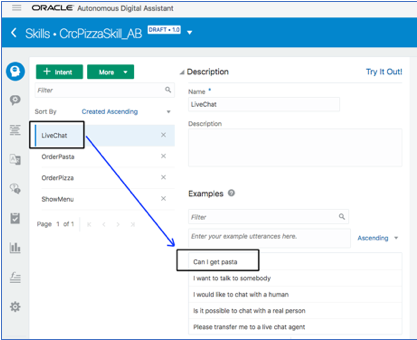 ORACLE Autonomous Digital Assistant
Skills • CrcPizzaSkill_AB DRAFT • 1.0
+ Intent More
Filter
Sort By Created Ascending
LiveChat
OrderPasta
OrderPizza
ShowMenu
Page 1 of 1
Description Try It Out!
Name *
LiveChat
Description
Examples
Filter
Enter your example utterances here. Ascending
Can I get pasta
I want to talk to somebody
I would like to chat with a human
Is it possible to chat with a real person
Please transfer me to a live chat agent